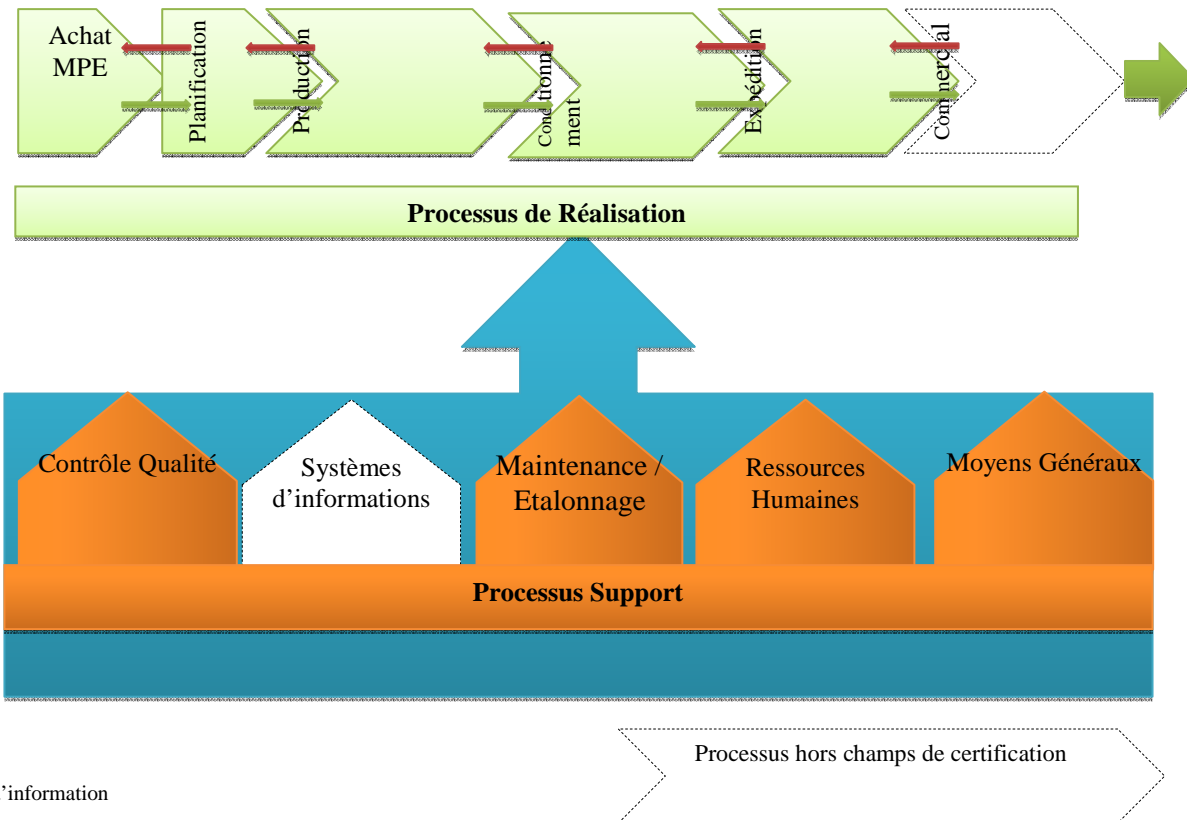 Achat
MPE
Planification
Production
Conditionne
ment
Expédition
Commercial
Processus de Réalisation
Contrôle Qualité
Systèmes
d’informations
Maintenance /
Etalonnage
Ressources
Humaines
Moyens Généraux
Processus Support
Processus hors champs de certification
’information